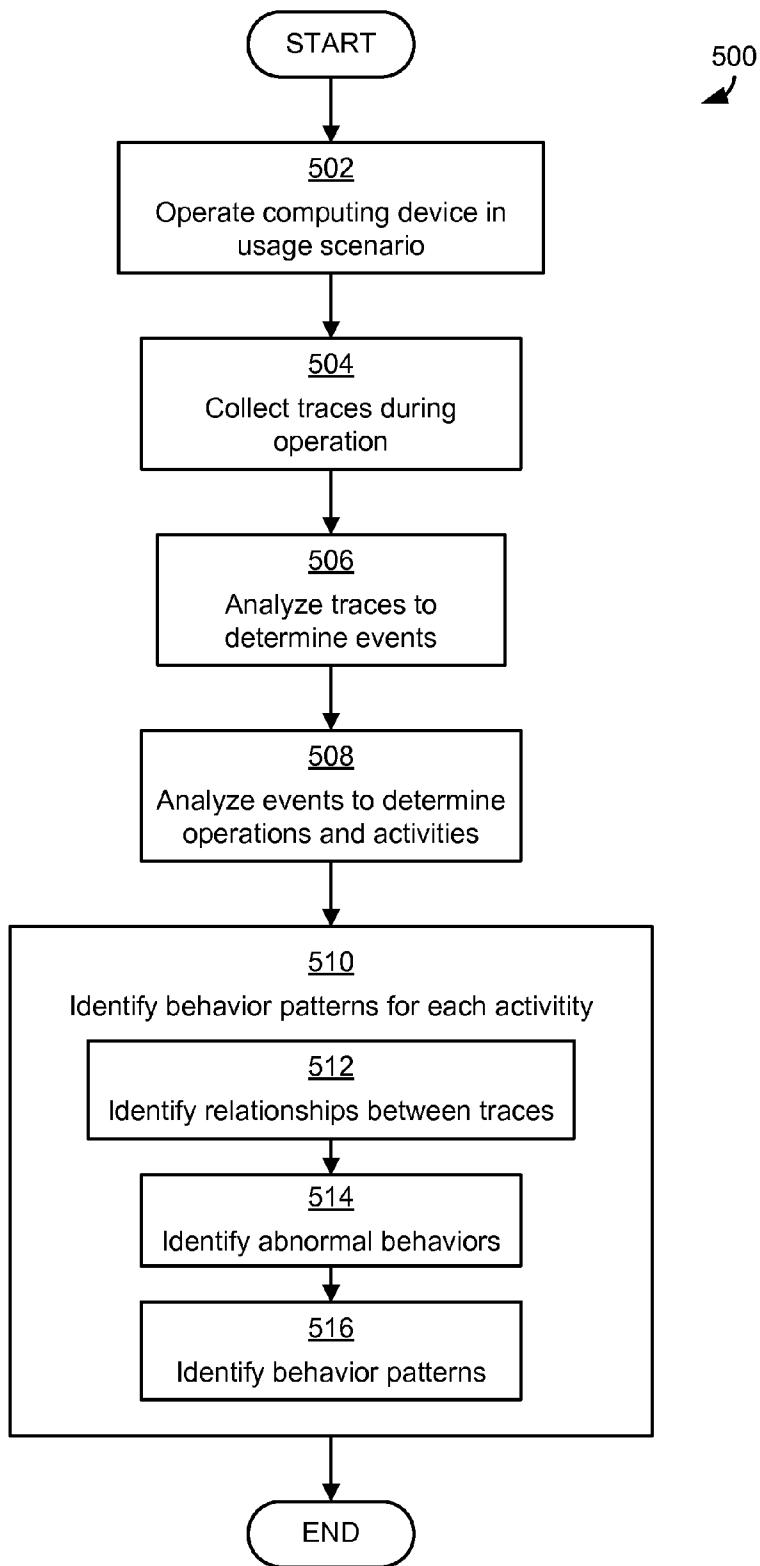 START
500
502
Operate computing device in
usage scenario
504
Collect traces during
operation
506
Analyze traces to
determine events
508
Analyze events to determine
operations and activities
510
Identify behavior patterns for each activitity
512
Identify relationships between traces
514
Identify abnormal behaviors
516
Identify behavior patterns
END